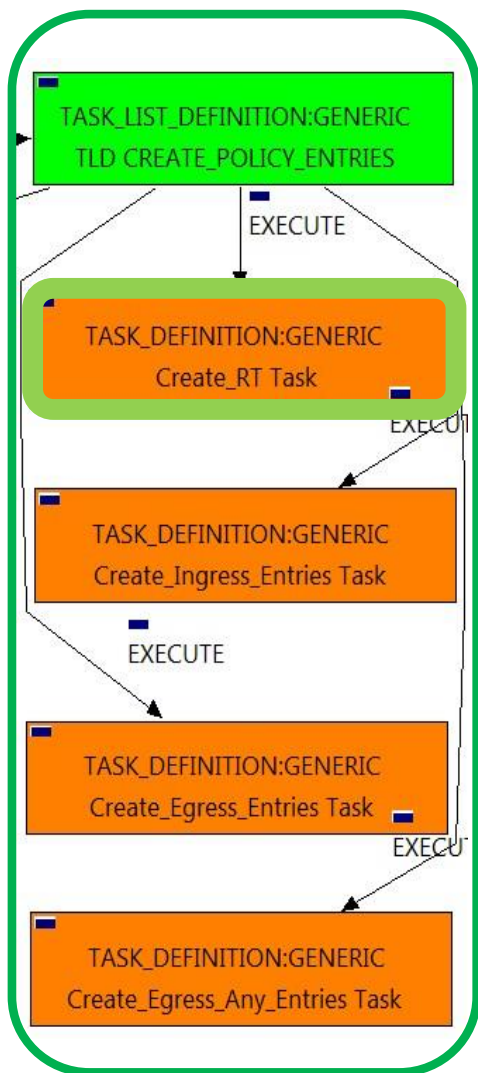 TASK_LIST_DEFINITION:GENERIC
TLD CREATE_POLICY_ENTRIES
EXECUTE
TASK_DEFINITION:GENERIC
Create_RT Task
EXECUT
TASK_DEFINITION:GENERIC
Create_Ingress_Entries Task
EXECUTE
TASK_DEFINITION:GENERIC
Create_Egress_Entries Task
EXECUT
TASK_DEFINITION:GENERIC
Create_Egress_Any_Entries Task